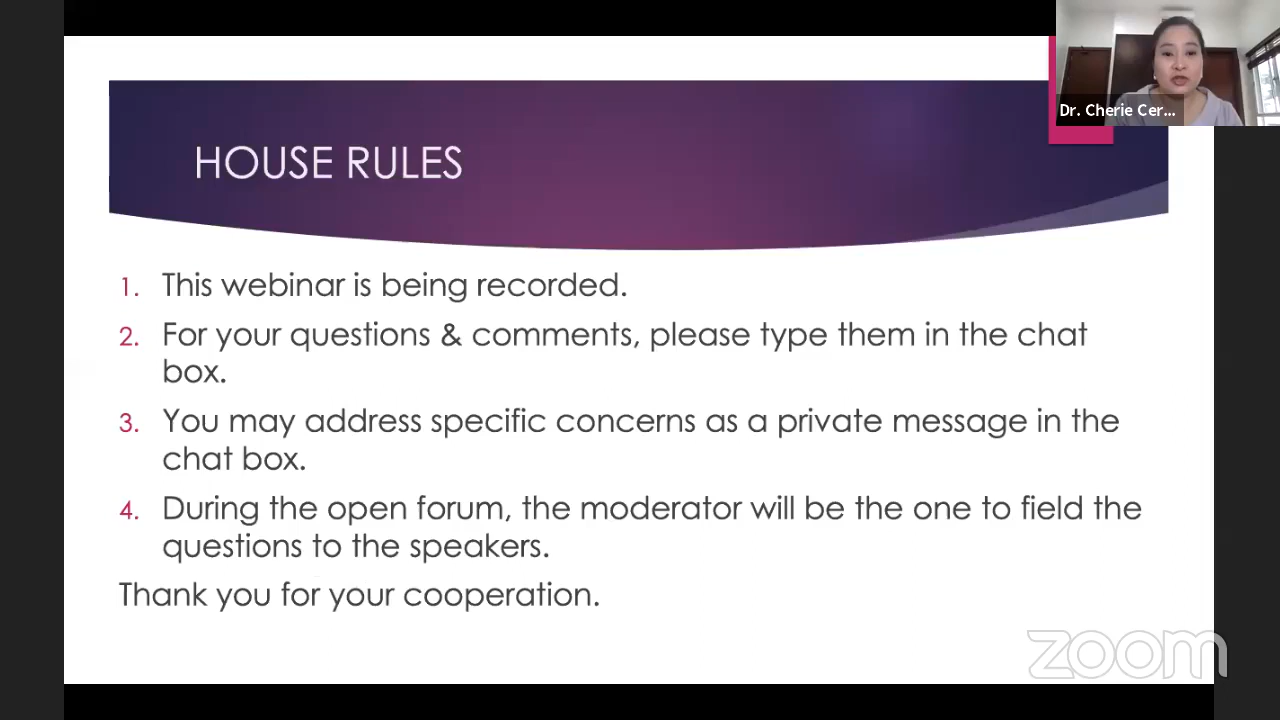 Dr. Cherie Cer...
HOUSE RULES
1. This webinar is being recorded.
2. For your questions & comments, please type them in the chat
box.
3. You may address specific concerns as a private message in the
chat box.
4. During the open forum, the moderator will be the one to field the
questions to the speakers.
Thank you for your cooperation.
zoom